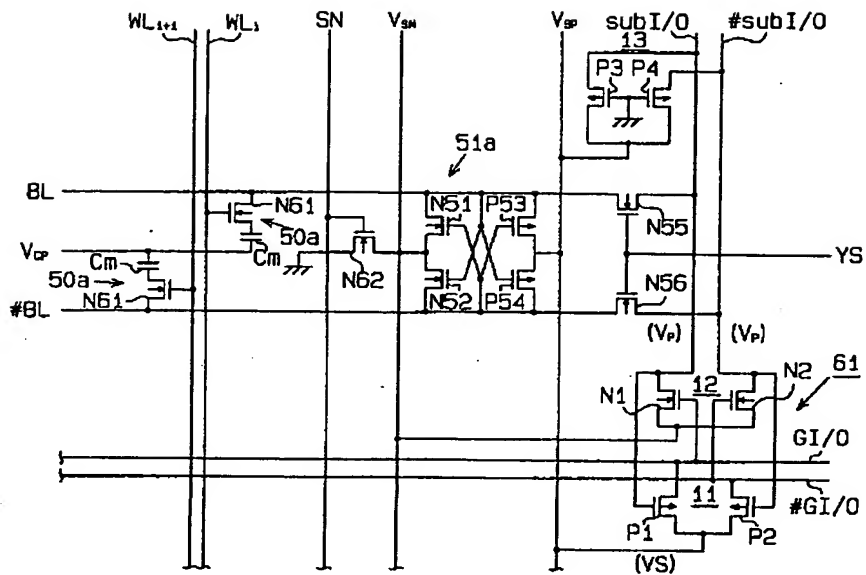 WLi+1 WLi SN VSN VSP subI/O #subI/O
13
P3 P4
51a
BL
N61 50a
N51 P53
N55
VCP
Cm
Cm
N62
YS
50a
N61
N52 P54
N56
#BL
(VP) (VP)
61
N1 12 N2
GI/O
11
#GI/O
P1 P2
(VS)